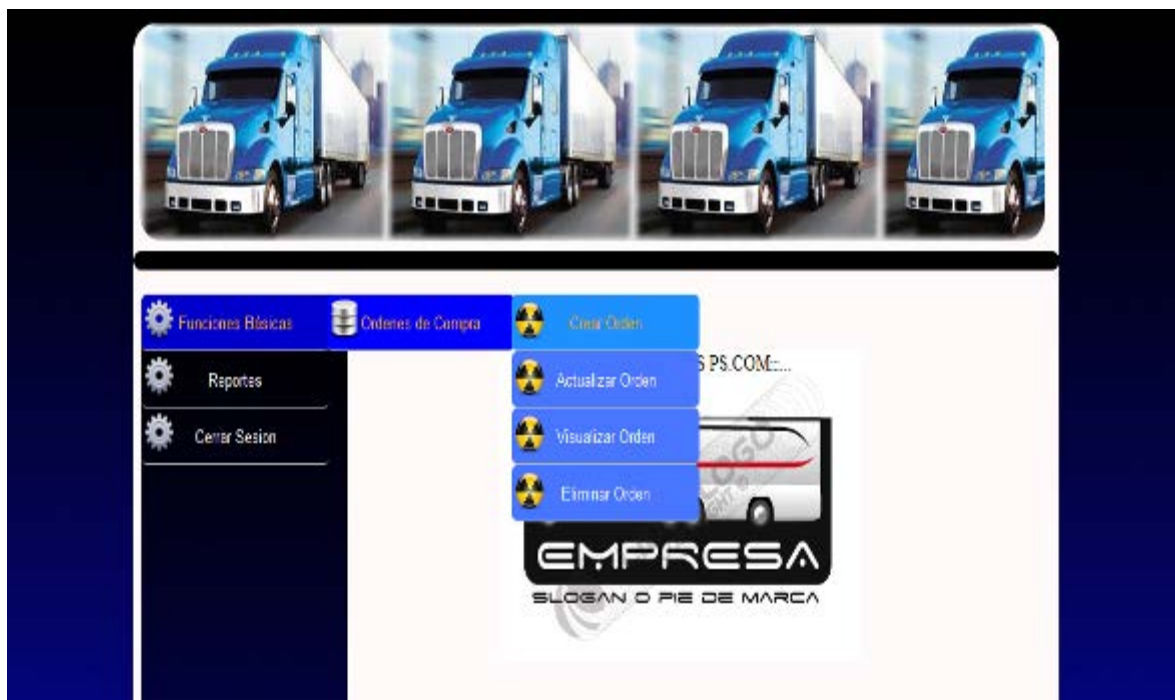 Funciones Básicas
Ordenes de Compra
Crear Orden
Reportes
Actualizar Orden
Cerrar Sesion
Visualizar Orden
Eliminar Orden
PS.COM::...
EMPRESA
SLOGAN O PIE DE MARCA